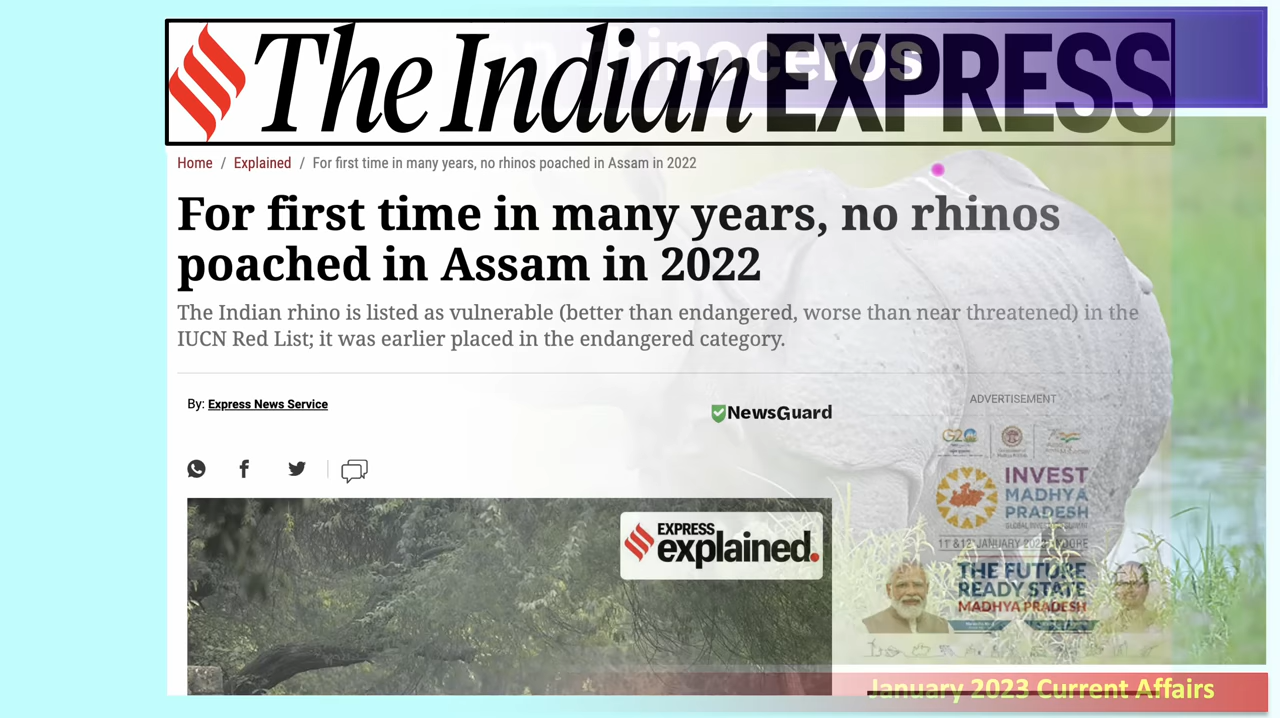 The Indian EXPRESS
rhinoceros
Home / Explained / For first time in many years, no rhinos poached in Assam in 2022
For first time in many years, no rhinos
poached in Assam in 2022
The Indian rhino is listed as vulnerable (better than endangered, worse than near threatened) in the
IUCN Red List; it was earlier placed in the endangered category.
By: Express News Service
NewsGuard
ADVERTISEMENT
G20
INVEST
MADHYA
PRADESH
EXPRESS
explained.
THE FUTURE
READY STATE
MADHYA PRADESH
January 2023 Current Affairs